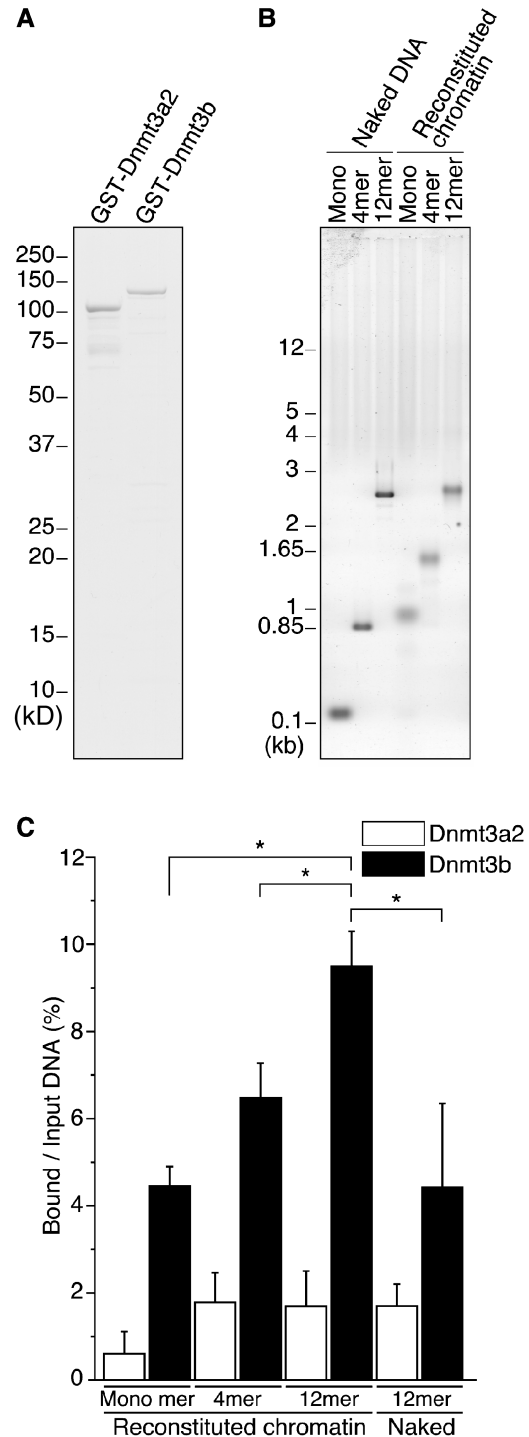 A
GST-Dnmt3a2
GST-Dnmt3b
250
150
100
75
50
37
25
20
15
10
(kD)
B
Naked DNA
Reconstituted
chromatin
Mono
4mer
12mer
Mono
4mer
12mer
12
5
4
3
2
1.65
1
0.85
0.1
(kb)
C
Dnmt3a2
Dnmt3b
*
*
*
12
10
8
6
4
2
0
Bound / Input DNA (%)
Mono mer 4mer 12mer 12mer
Reconstituted chromatin Naked